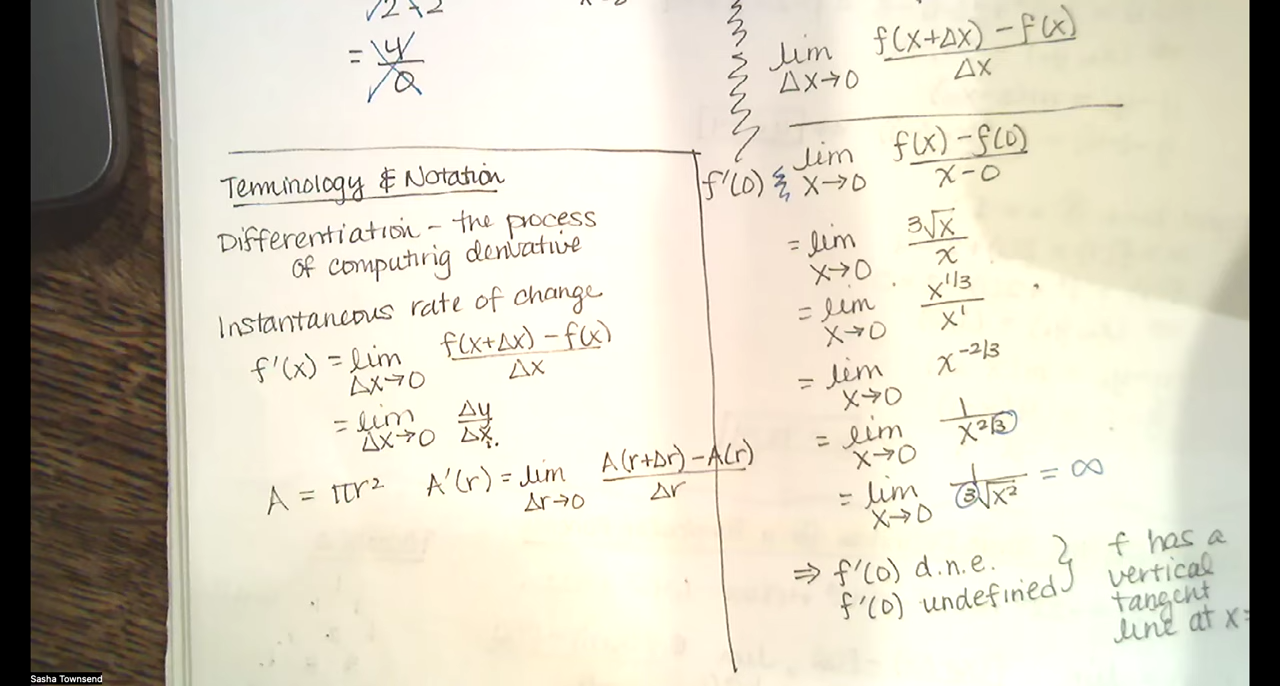 = 4/0
Terminology & Notation
Differentiation - the process
of computing derivative
Instantaneous rate of change
f'(x) = lim Δx→0 (f(x+Δx) - f(x))/Δx
= lim Δx→0 Δy/Δx.
A = πr² A'(r) = lim Δr→0 (A(r+Δr) - A(r))/Δr
lim Δx→0 (f(x+Δx) - f(x))/Δx
f'(0) lim x→0 (f(x) - f(0))/(x-0)
= lim x→0 ³√x/x
= lim x→0 x^(1/3)/x^1
= lim x→0 x^(-2/3)
= lim x→0 1/x^(2/3)
= lim x→0 1/³√x² = ∞
⇒ f'(0) d.n.e.
f'(0) undefined
} f has a
vertical
tangent
line at x=
Sasha Townsend